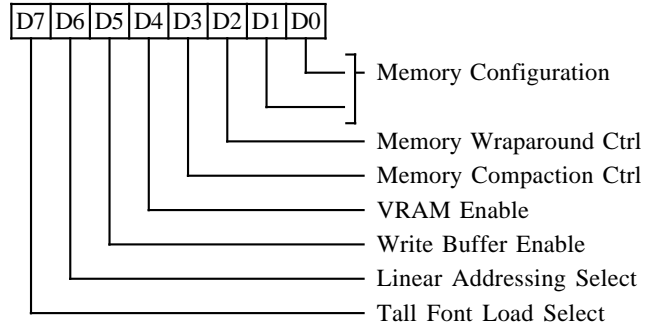 D7 D6 D5 D4 D3 D2 D1 D0
Memory Configuration
Memory Wraparound Ctrl
Memory Compaction Ctrl
VRAM Enable
Write Buffer Enable
Linear Addressing Select
Tall Font Load Select